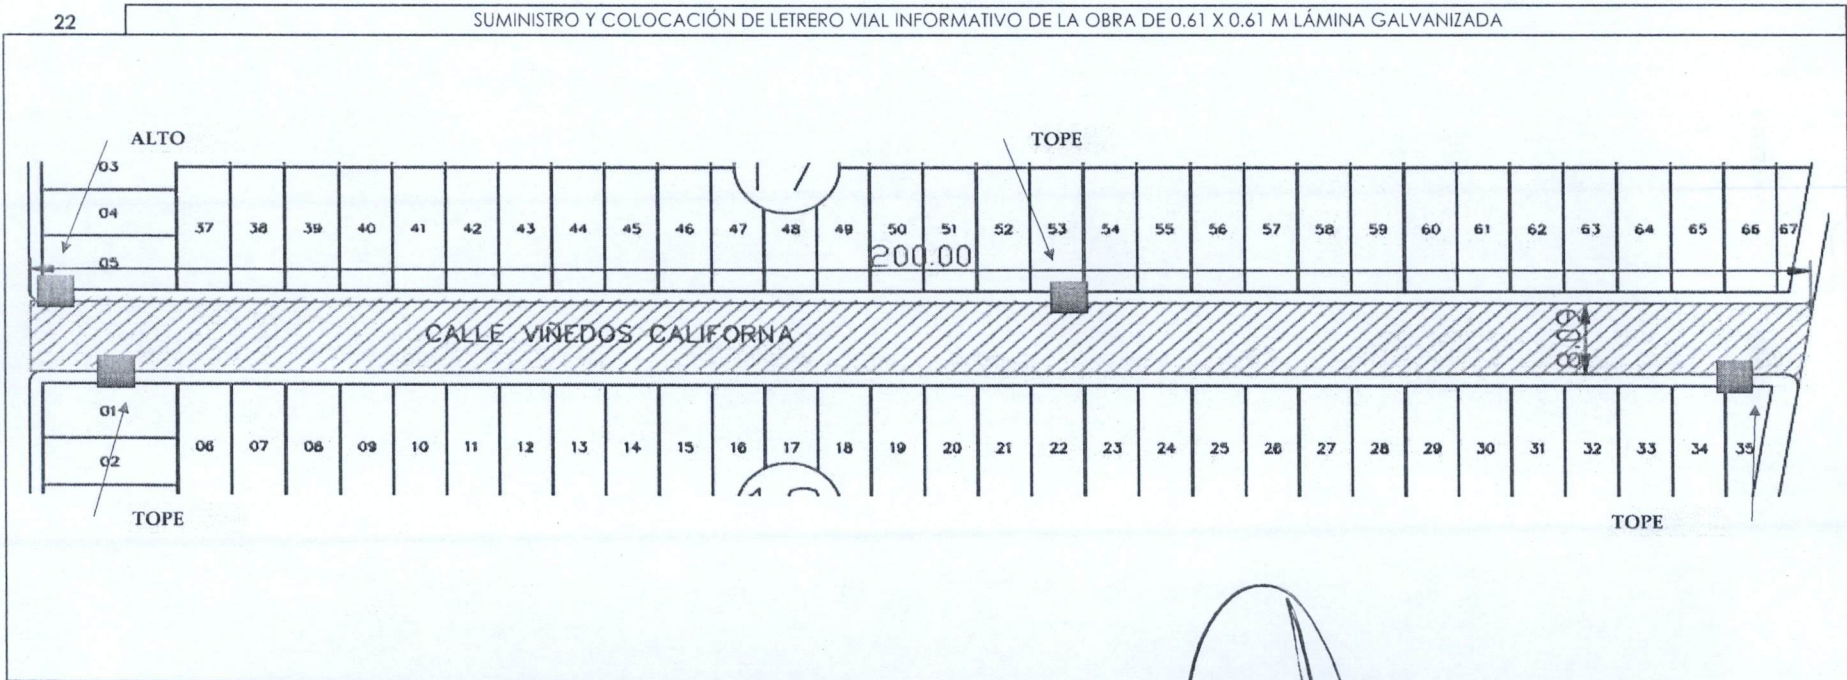 22 SUMINISTRO Y COLOCACIÓN DE LETRERO VIAL INFORMATIVO DE LA OBRA DE 0.61 X 0.61 M LÁMINA GALVANIZADA
ALTO TOPE
03
04
37 38 39 40 41 42 43 44 45 46 47 48 49 50 51 52 53 54 55 56 57 58 59 60 61 62 63 64 65 66 67
200.00
05
CALLE VIÑEDOS CALIFORNA
8.09
01
06 07 08 09 10 11 12 13 14 15 16 17 18 19 20 21 22 23 24 25 26 27 28 29 30 31 32 33 34 35
02
TOPE TOPE